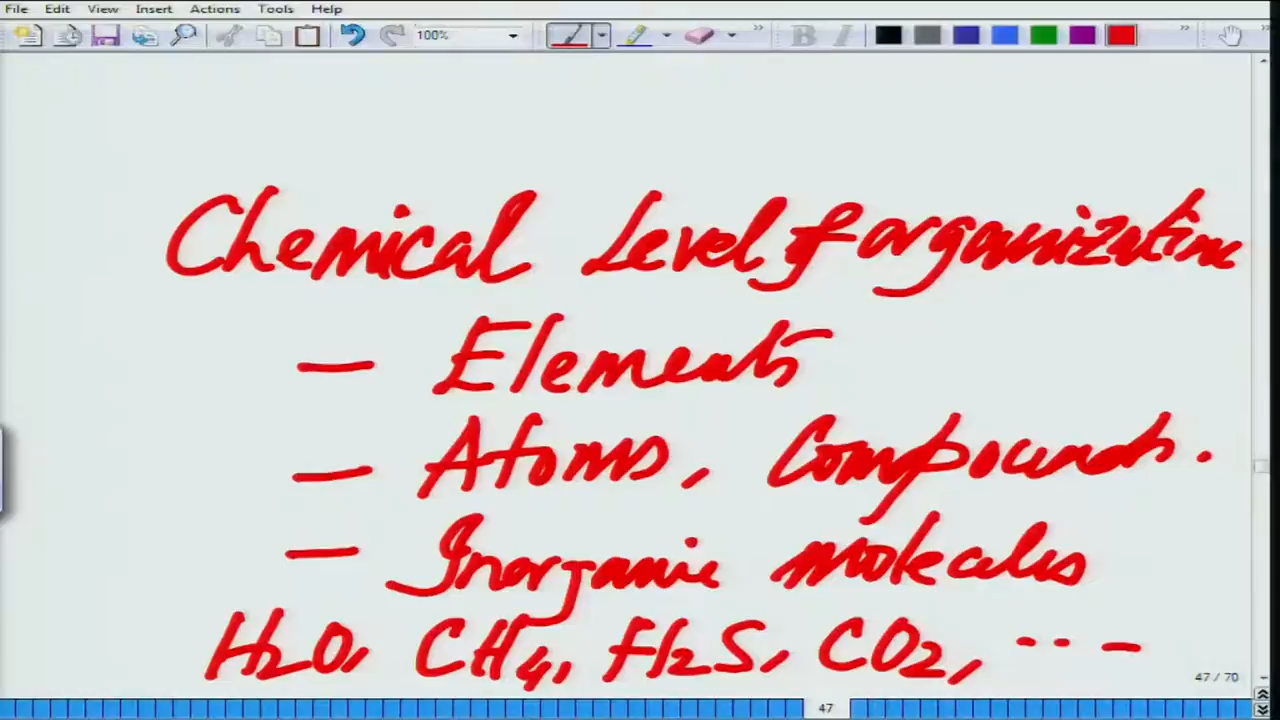 File Edit View Insert Actions Tools Help
100% B I
Chemical Level of organization
— Elements
— Atoms, Compounds.
— Inorganic molecules
H2O, CH4, H2S, CO2, ... —
47 / 70
47